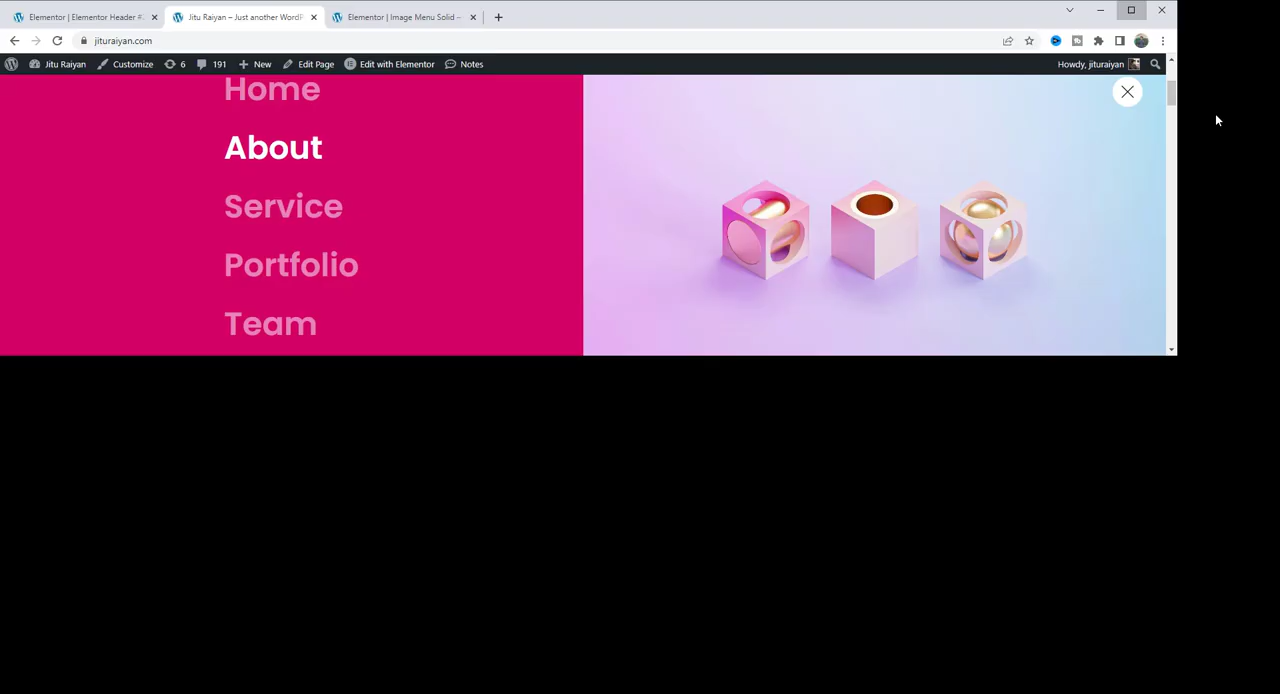 Elementor | Elementor Header #
Jitu Raiyan – Just another WordP
Elementor | Image Menu Solid –
jituraiyan.com
Jitu Raiyan
Customize
6
191
New
Edit Page
Edit with Elementor
Notes
Howdy, jituraiyan
Home
About
Service
Portfolio
Team